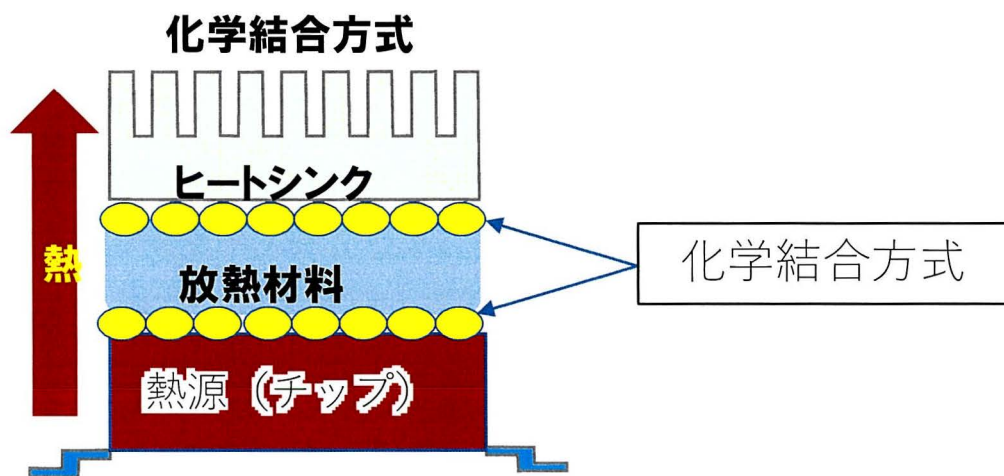 化学結合方式
ヒートシンク
熱
放熱材料
化学結合方式
熱源（チップ）